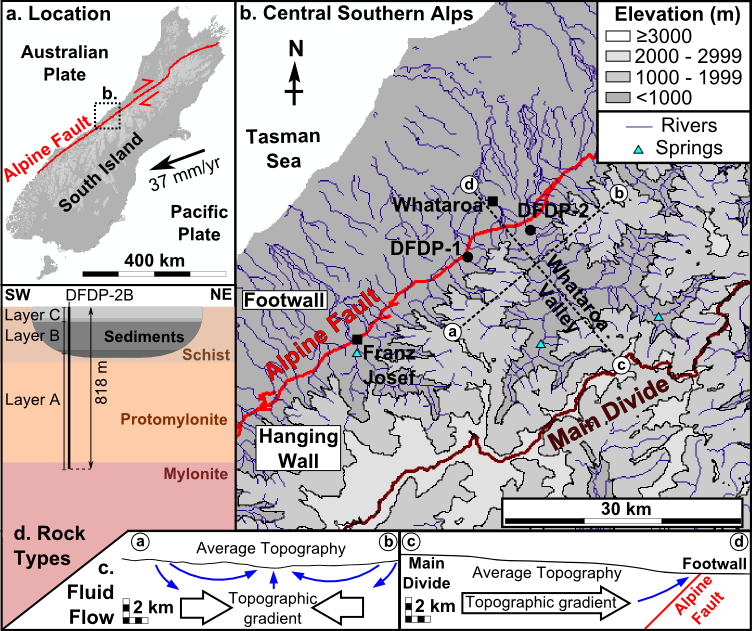 a. Location
Australian
Plate
b.
Alpine Fault
South Island
37 mm/yr
Pacific
Plate
400 km
b. Central Southern Alps
N
Tasman
Sea
Elevation (m)
≥3000
2000 - 2999
1000 - 1999
<1000
Rivers
Springs
d
b
Whataroa
DFDP-2
DFDP-1
Whataroa
Valley
Footwall
Alpine Fault
a
Franz
Josef
c
Main Divide
Hanging
Wall
30 km
SW
DFDP-2B
NE
Layer C
Layer B
Sediments
Schist
Layer A
818 m
Protomylonite
Mylonite
d. Rock
Types
a
b
Average Topography
c.
Fluid
Flow
2 km
Topographic
gradient
c
d
Main
Divide
Footwall
Average Topography
2 km
Topographic gradient
Alpine
Fault